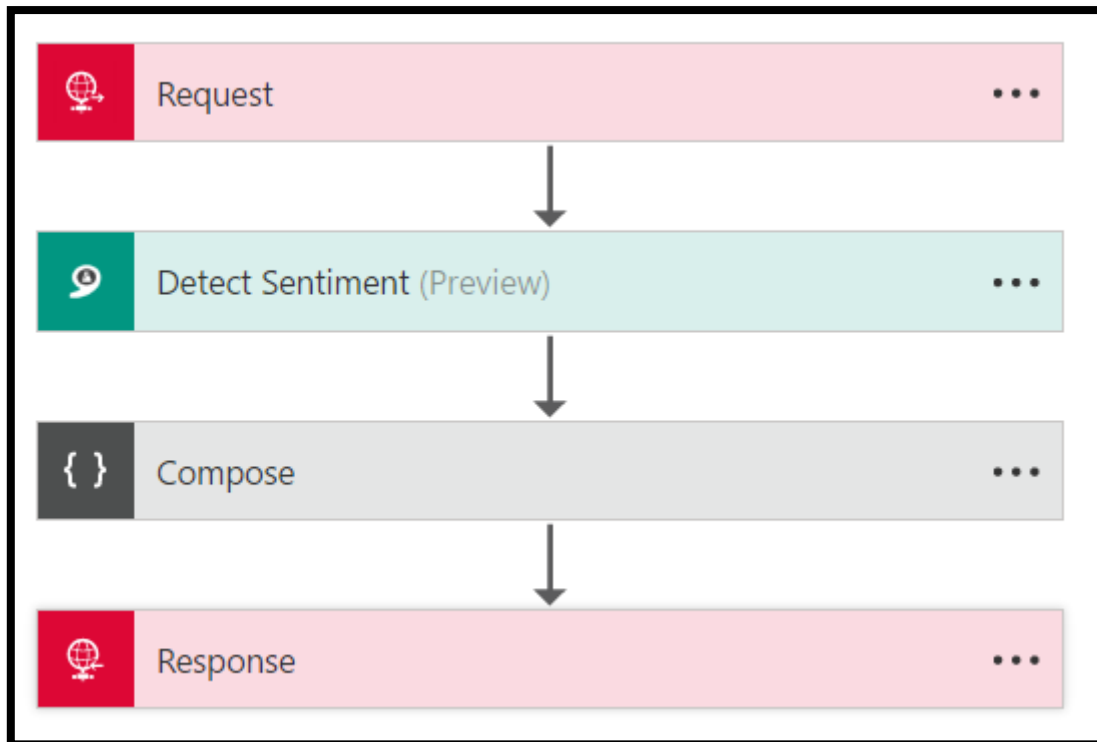 Request
Detect Sentiment (Preview)
{ } Compose
Response